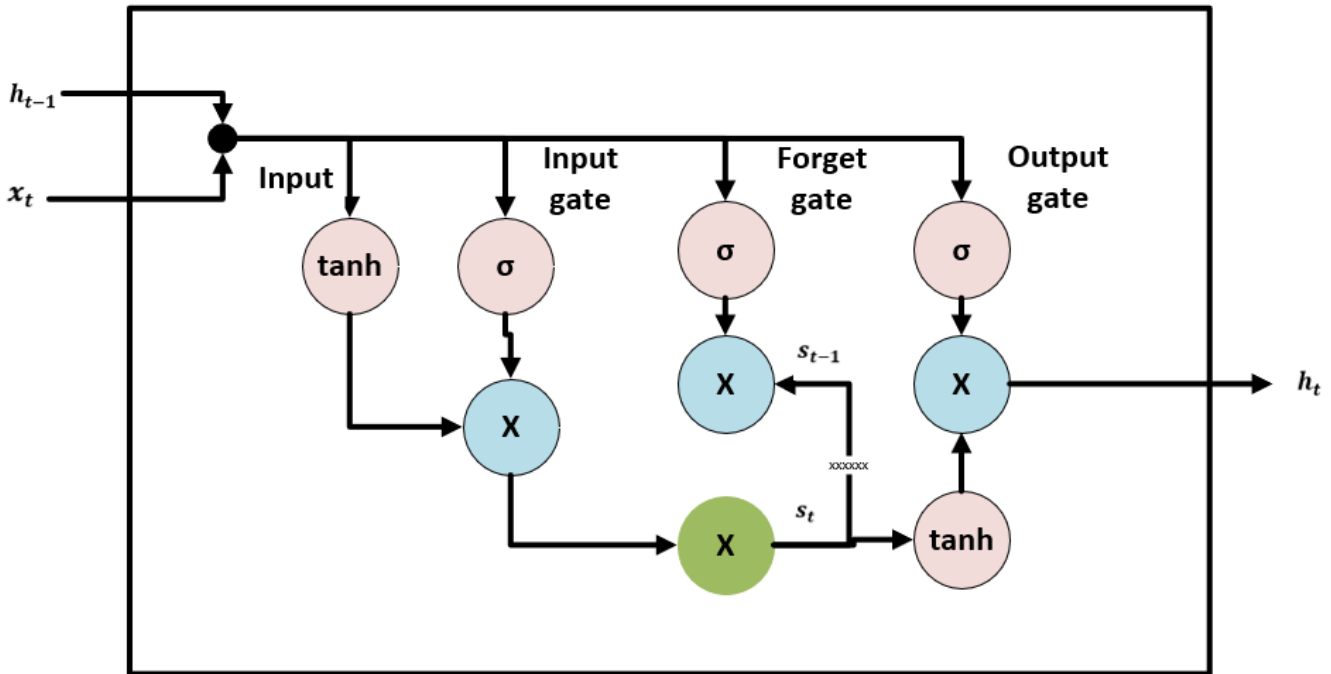 h_{t-1}
x_t
Input
Input
gate
Forget
gate
Output
gate
tanh
σ
σ
σ
X
X
X
s_{t-1}
h_t
xxxxxx
X
s_t
tanh